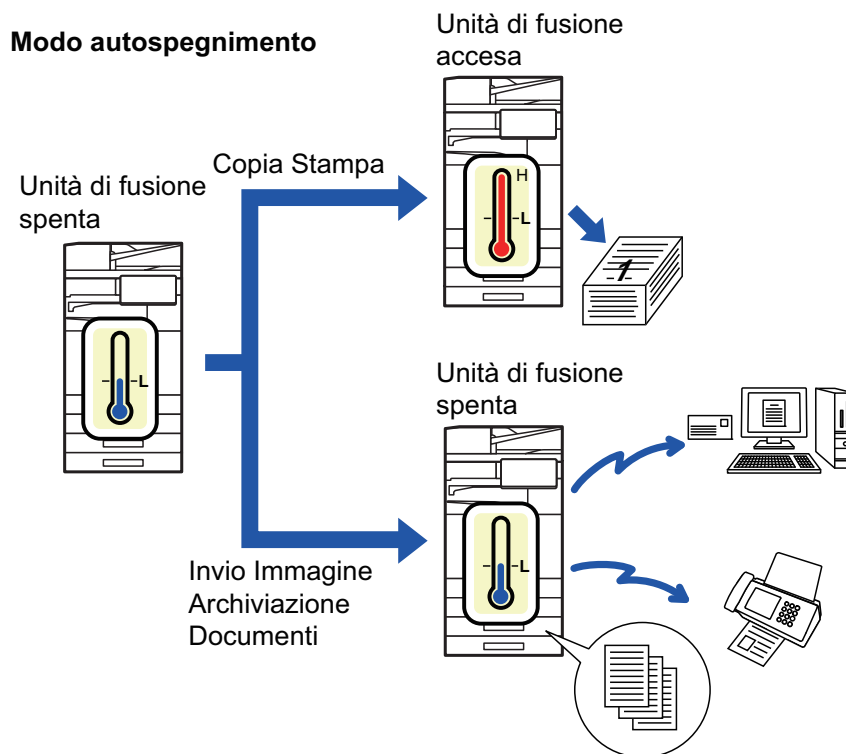 Modo autospegnimento
Unità di fusione
accesa
Copia Stampa
H
L
1
Unità di fusione
spenta
L
Unità di fusione
spenta
L
Invio Immagine
Archiviazione
Documenti